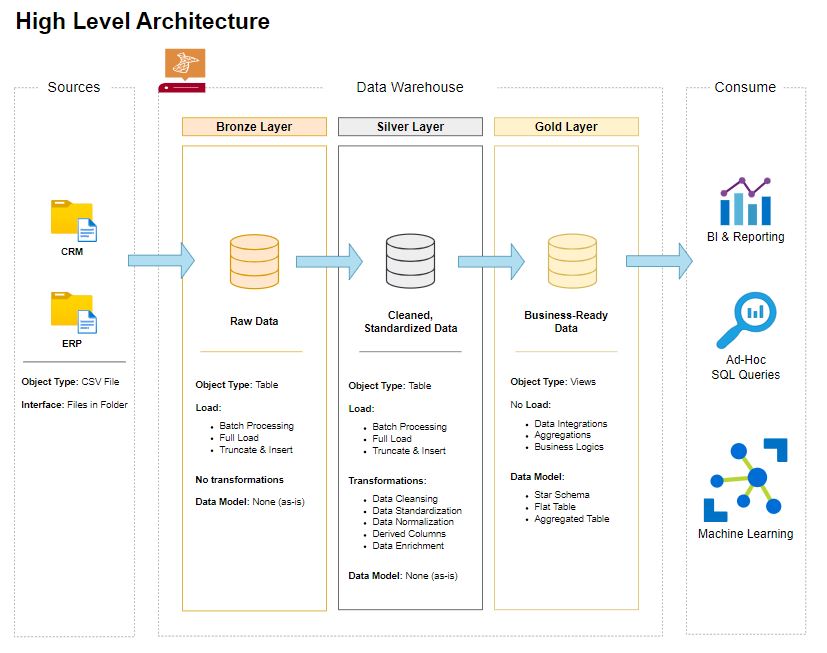 High Level Architecture
Sources
CRM
ERP
Object Type: CSV File
Interface: Files in Folder
Data Warehouse
Bronze Layer
Raw Data
Object Type: Table
Load:
• Batch Processing
• Full Load
• Truncate & Insert
No transformations
Data Model: None (as-is)
Silver Layer
Cleaned,
Standardized Data
Object Type: Table
Load:
• Batch Processing
• Full Load
• Truncate & Insert
Transformations:
• Data Cleansing
• Data Standardization
• Data Normalization
• Derived Columns
• Data Enrichment
Data Model: None (as-is)
Gold Layer
Business-Ready
Data
Object Type: Views
No Load:
• Data Integrations
• Aggregations
• Business Logics
Data Model:
• Star Schema
• Flat Table
• Aggregated Table
Consume
BI & Reporting
Ad-Hoc
SQL Queries
Machine Learning